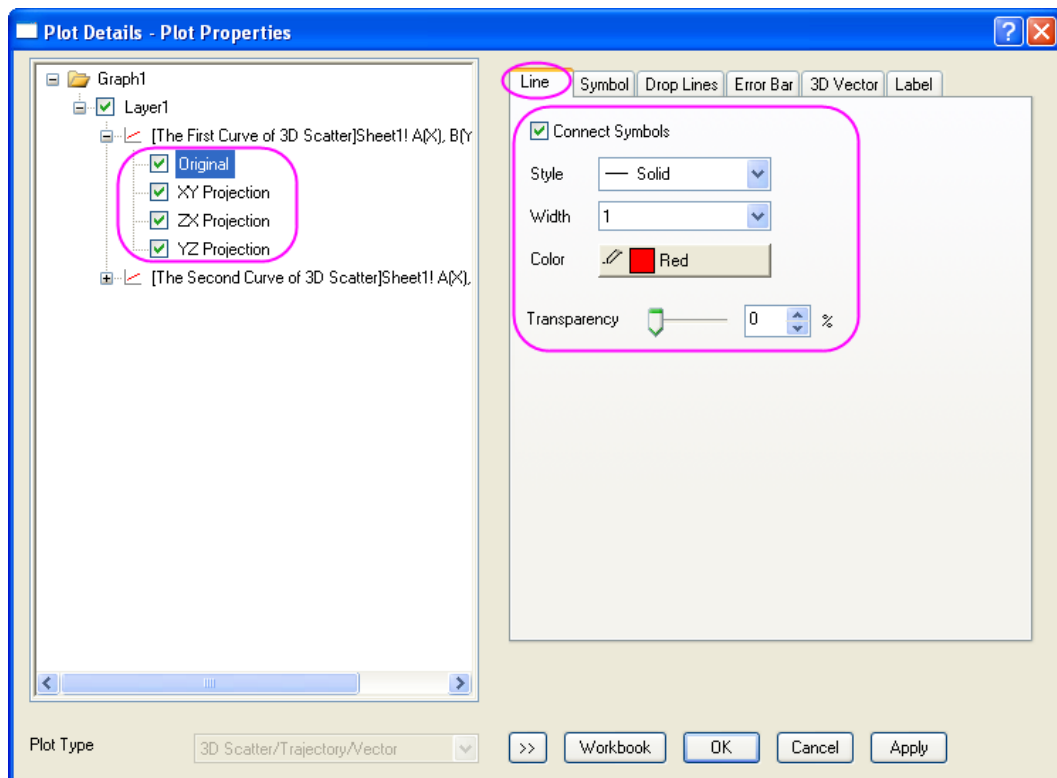 Plot Details - Plot Properties
Graph1
Layer1
[The First Curve of 3D Scatter]Sheet1! A(X), B(Y
Original
XY Projection
ZX Projection
YZ Projection
[The Second Curve of 3D Scatter]Sheet1! A(X),
Line Symbol Drop Lines Error Bar 3D Vector Label
Connect Symbols
Style Solid
Width 1
Color Red
Transparency 0 %
Plot Type 3D Scatter/Trajectory/Vector >> Workbook OK Cancel Apply